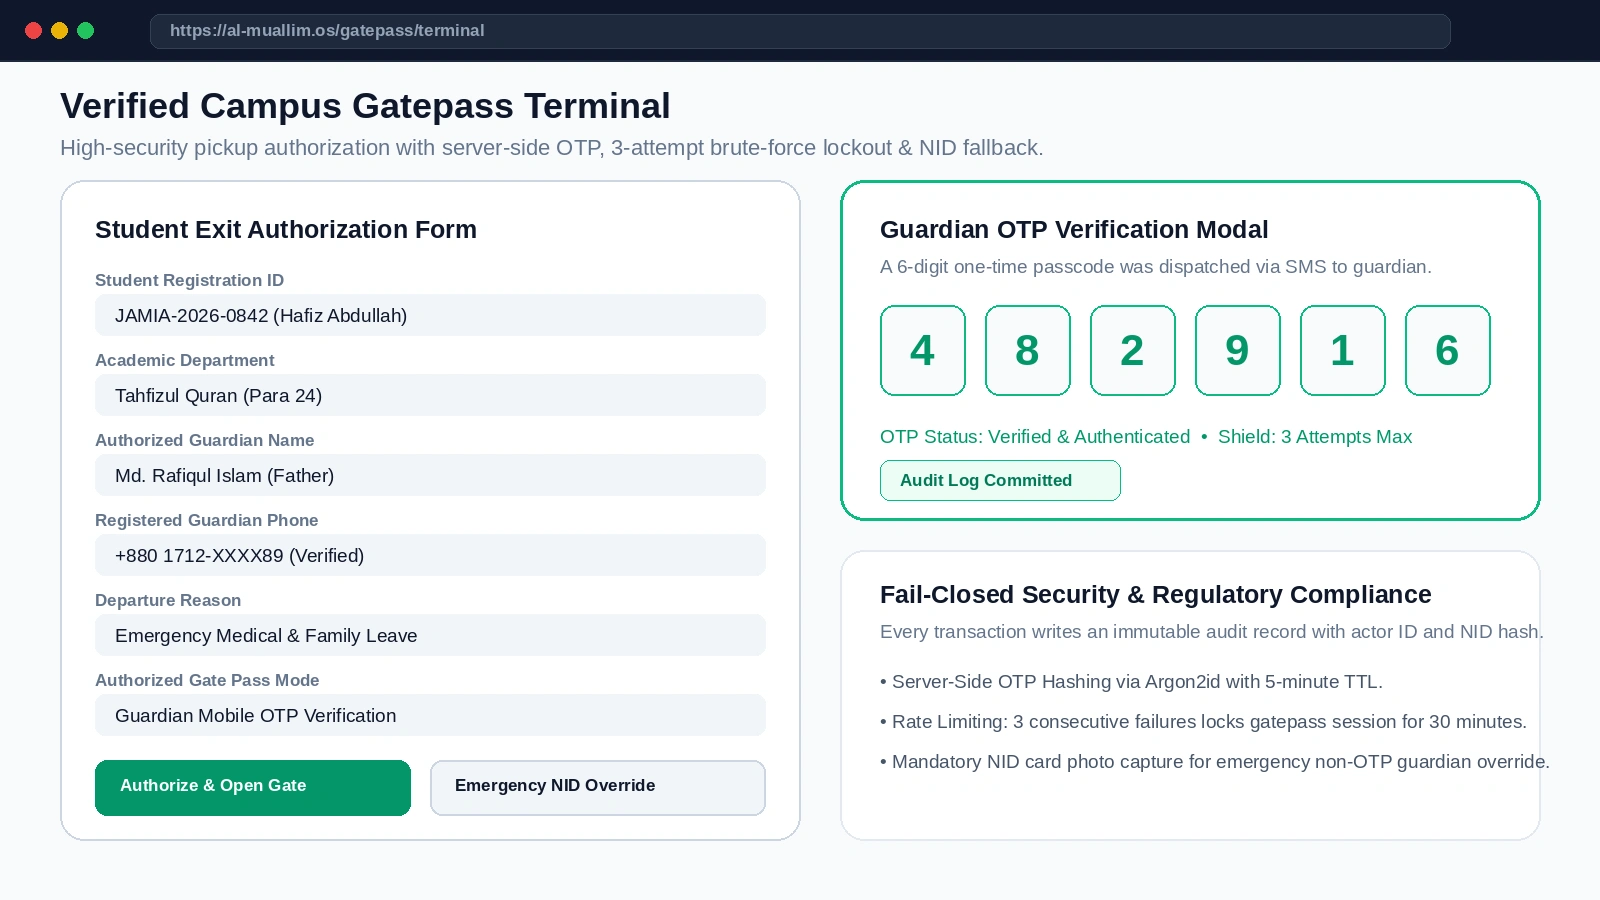 https://al-muallim.os/gatepass/terminal
Verified Campus Gatepass Terminal
High-security pickup authorization with server-side OTP, 3-attempt brute-force lockout & NID fallback.
Student Exit Authorization Form
Student Registration ID
JAMIA-2026-0842 (Hafiz Abdullah)
Academic Department
Tahfizul Quran (Para 24)
Authorized Guardian Name
Md. Rafiqul Islam (Father)
Registered Guardian Phone
+880 1712-XXXX89 (Verified)
Departure Reason
Emergency Medical & Family Leave
Authorized Gate Pass Mode
Guardian Mobile OTP Verification
Authorize & Open Gate
Emergency NID Override
Guardian OTP Verification Modal
A 6-digit one-time passcode was dispatched via SMS to guardian.
4 8 2 9 1 6
OTP Status: Verified & Authenticated • Shield: 3 Attempts Max
Audit Log Committed
Fail-Closed Security & Regulatory Compliance
Every transaction writes an immutable audit record with actor ID and NID hash.
• Server-Side OTP Hashing via Argon2id with 5-minute TTL.
• Rate Limiting: 3 consecutive failures locks gatepass session for 30 minutes.
• Mandatory NID card photo capture for emergency non-OTP guardian override.